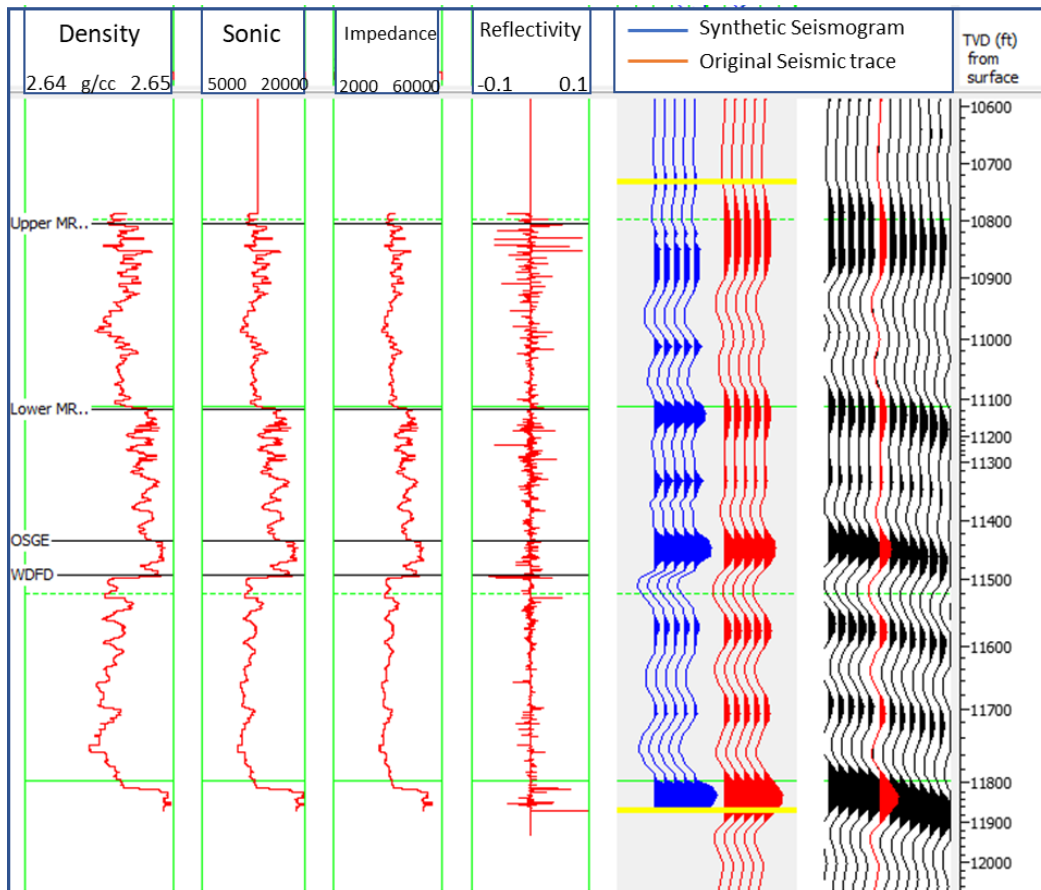 Density
2.64 g/cc 2.65
Sonic
5000 20000
Impedance
2000 60000
Reflectivity
-0.1 0.1
Synthetic Seismogram
Original Seismic trace
TVD (ft)
from
surface
10600
10700
Upper MR..
10800
10900
11000
11100
Lower MR..
11200
11300
11400
OSGE
11500
WDFD
11600
11700
11800
11900
12000